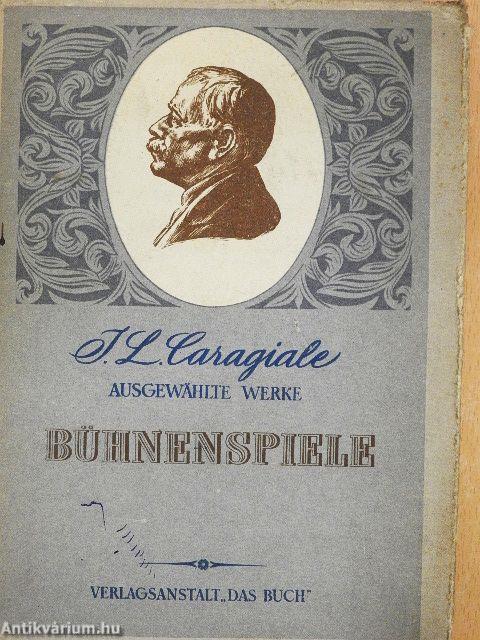 I. L. Caragiale
AUSGEWÄHLTE WERKE
BÜHNENSPIELE
VERLAGSANSTALT „DAS BUCH"
Antikvárium.hu